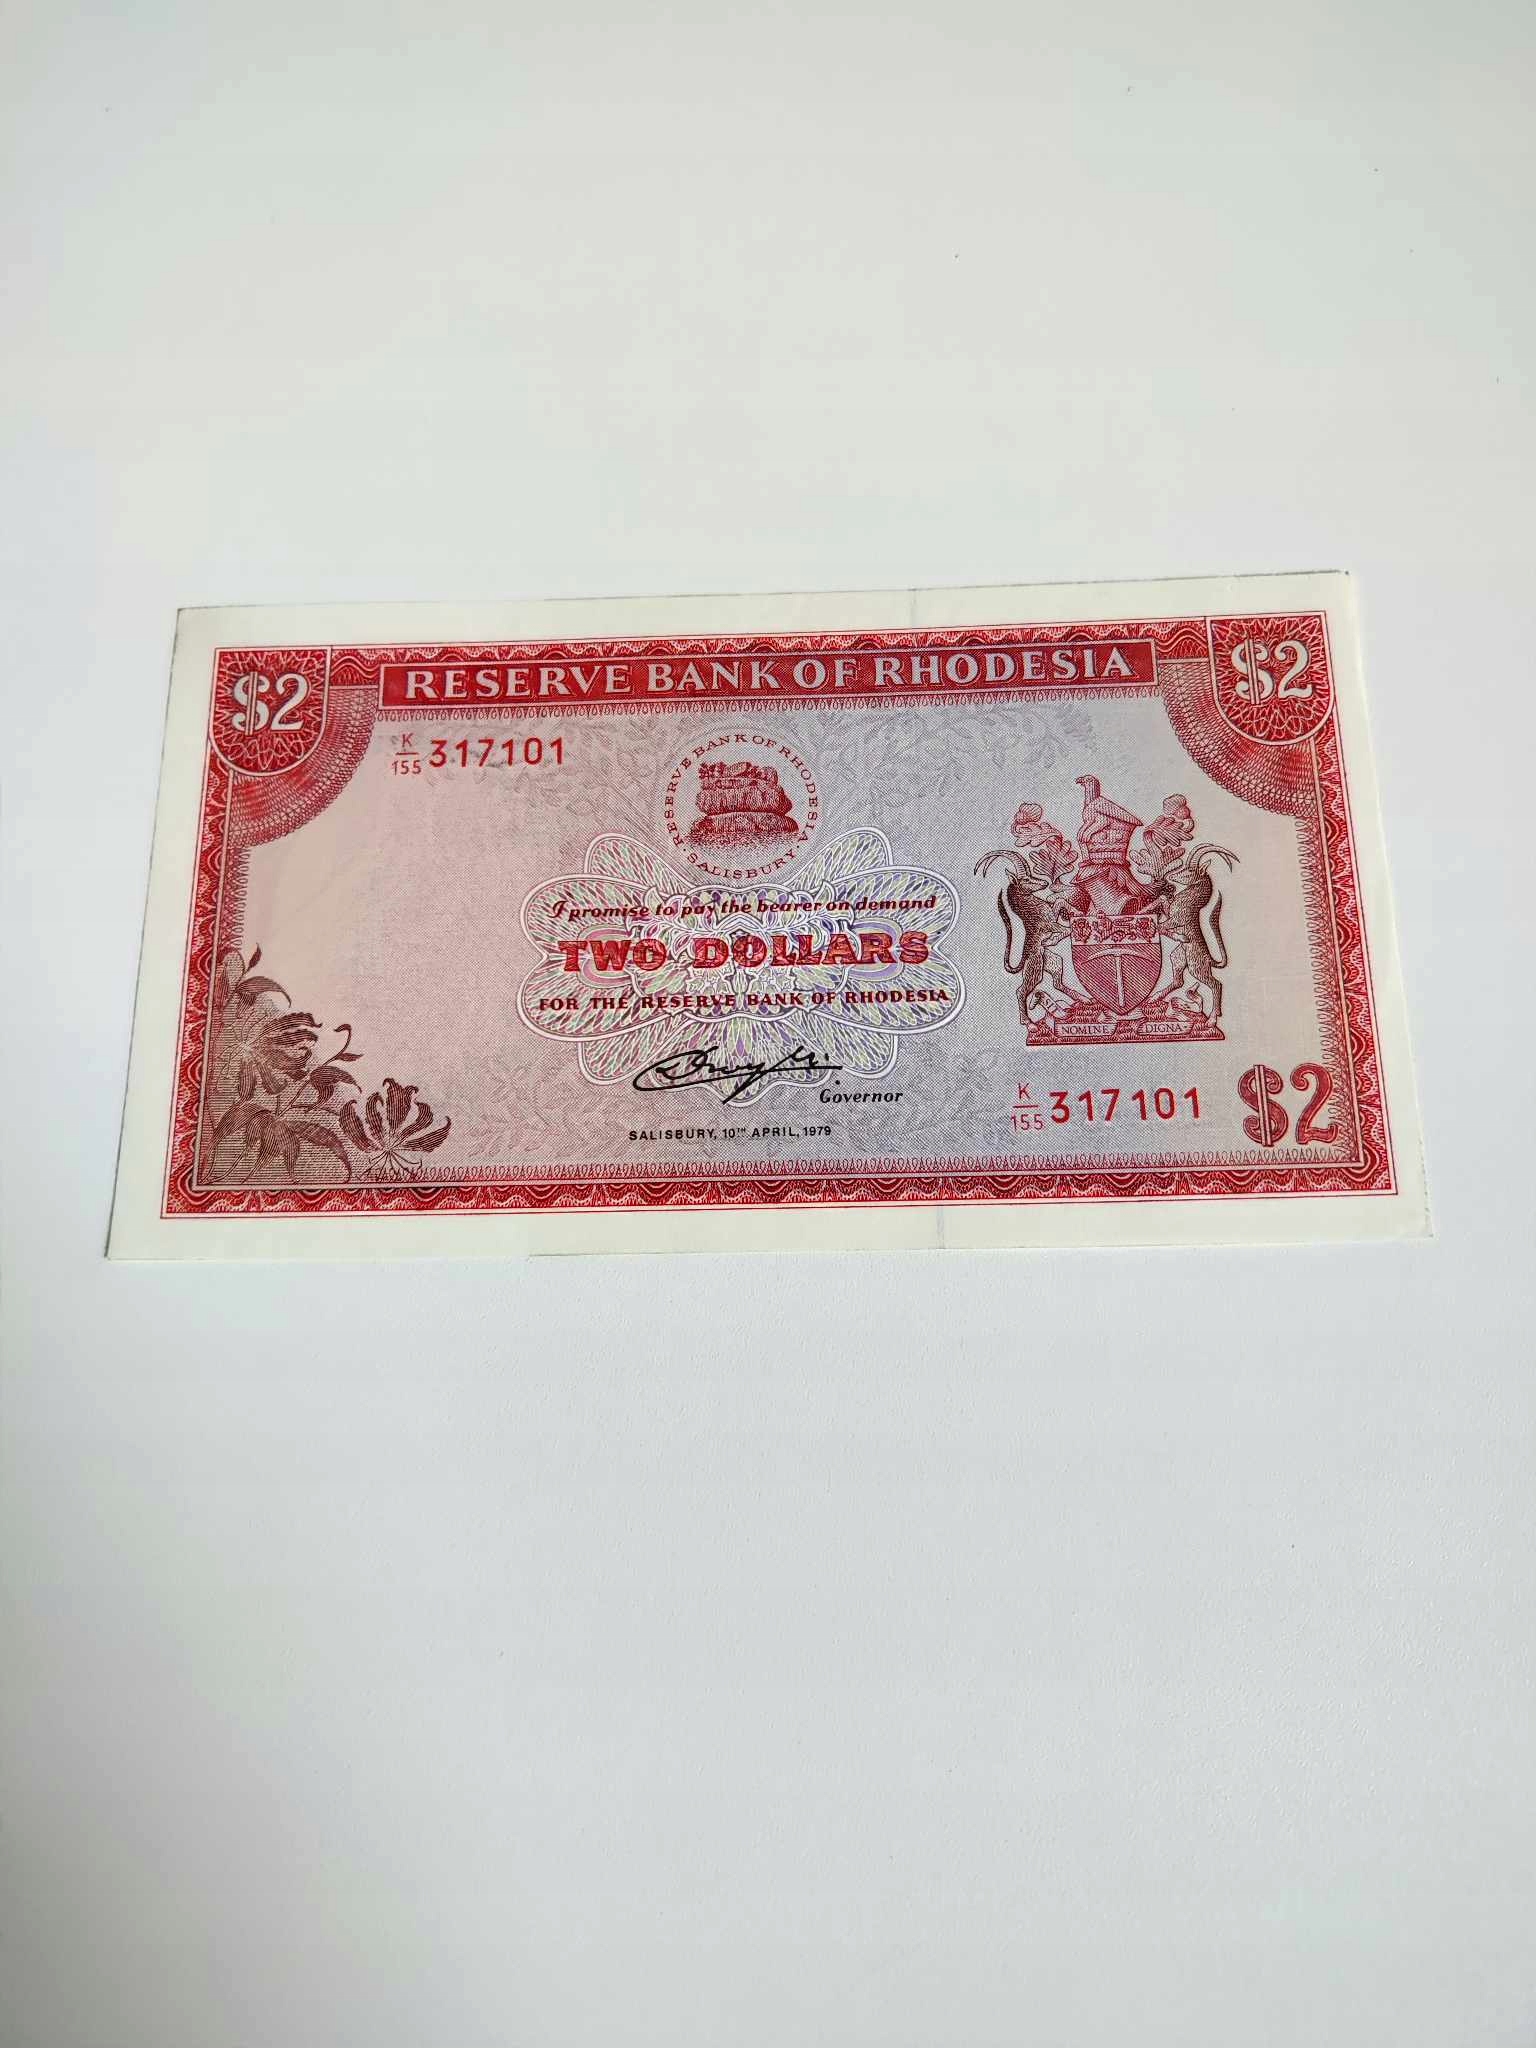 $2
RESERVE BANK OF RHODESIA
$2
K/155 317101
RESERVE BANK OF RHODESIA · SALISBURY ·
I promise to pay the bearer on demand
TWO DOLLARS
FOR THE RESERVE BANK OF RHODESIA
SIT NOMINE DIGNA
Governor
K/155 317101
$2
SALISBURY, 10TH APRIL, 1979